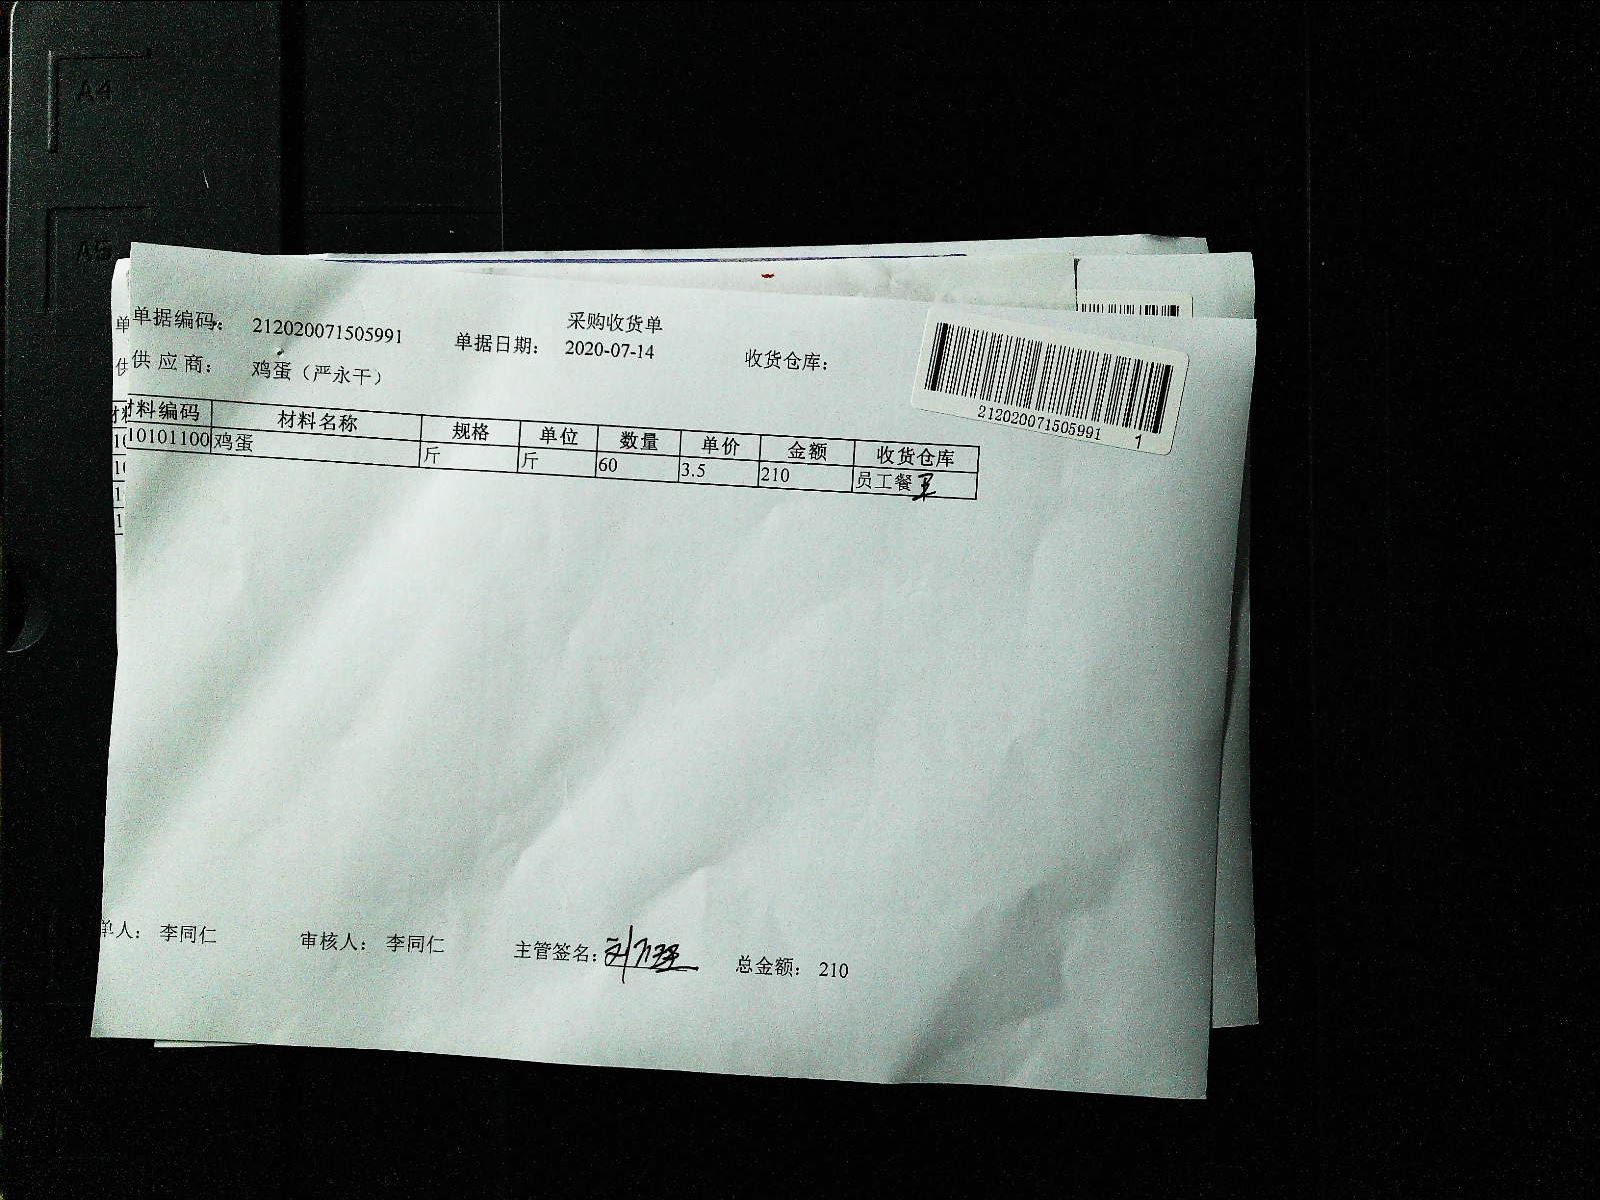 A4
A5
采购收货单
单据编码： 212020071505991 单据日期： 2020-07-14 收货仓库：
供应商： 鸡蛋（严永干）
212020071505991 1
材料编码 材料名称 规格 单位 数量 单价 金额 收货仓库
10101100 鸡蛋 斤 斤 60 3.5 210 员工餐
单人： 李同仁 审核人： 李同仁 主管签名： 总金额： 210